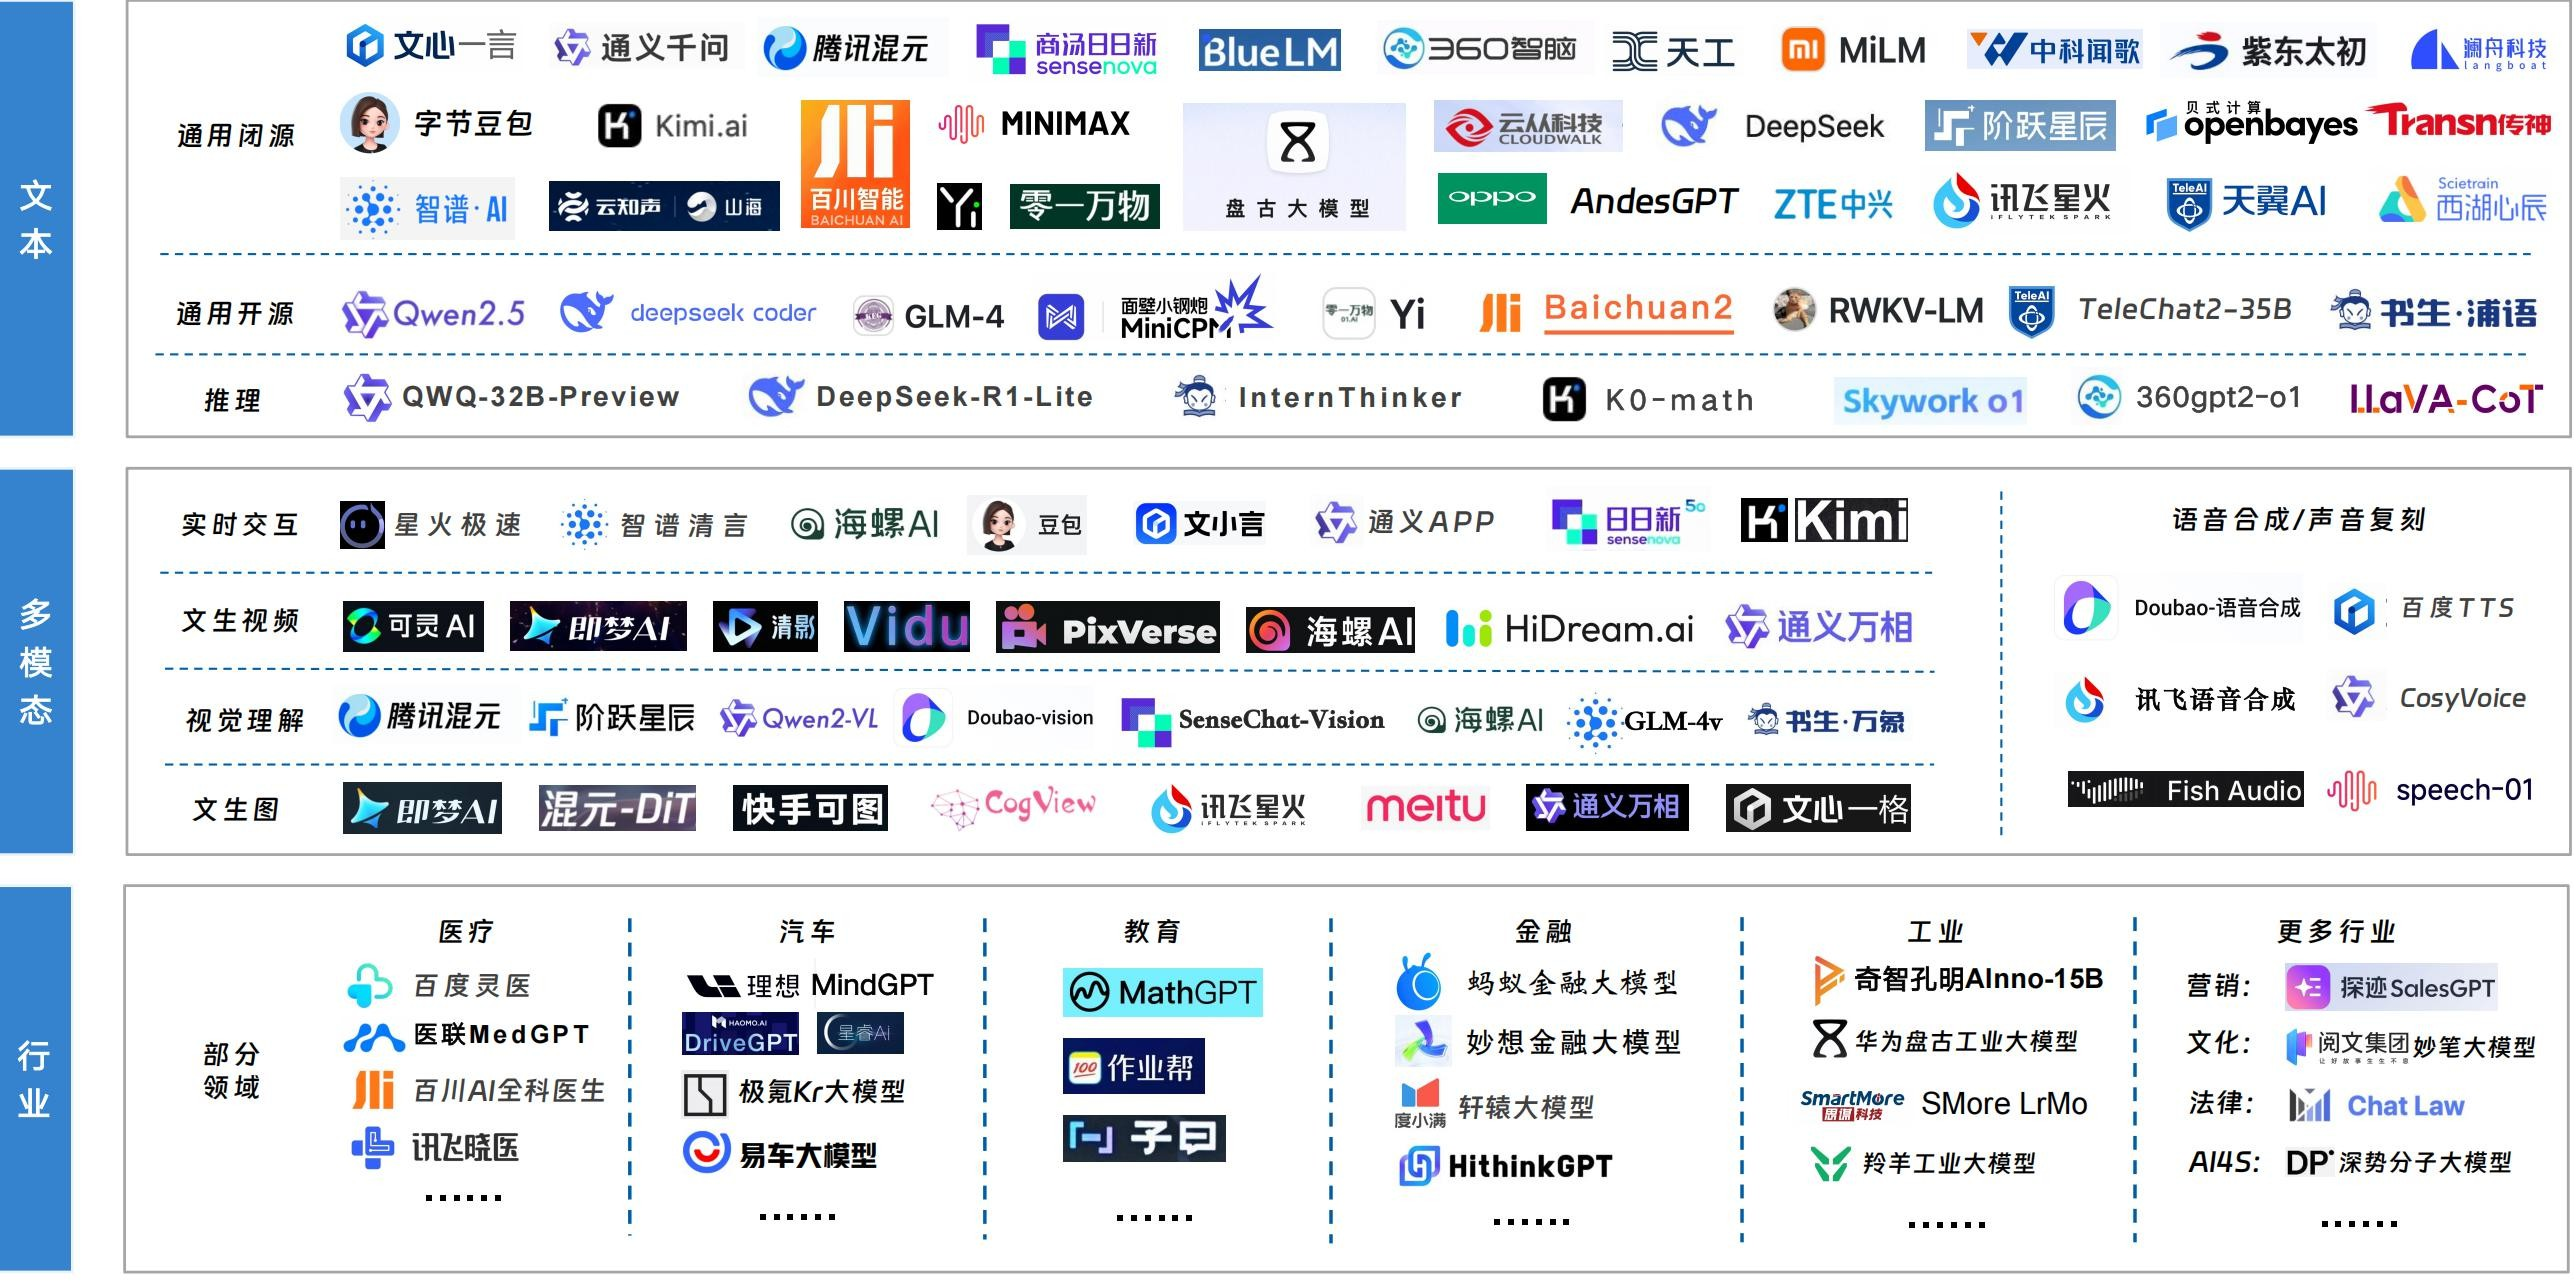 文本
通用闭源
文心一言 通义千问 腾讯混元 商汤日日新 sensenova BlueLM 360智脑 天工 MiLM 中科闻歌 紫东太初 澜舟科技 langboat
字节豆包 Kimi.ai 百川智能 BAICHUAN AI MINIMAX 盘古大模型 云从科技 CLOUDWALK DeepSeek 阶跃星辰 贝式计算 openbayes Transn传神
智谱·AI 云知声 山海 Yi 零一万物 oppo AndesGPT ZTE中兴 讯飞星火 IFLYTEK SPARK TeleAI 天翼AI Scietrain 西湖心辰
通用开源 Qwen2.5 deepseek coder GLM-4 面壁小钢炮 MiniCPM 零一万物 01.AI Yi Baichuan2 RWKV-LM TeleAI TeleChat2-35B 书生·浦语
推理 QWQ-32B-Preview DeepSeek-R1-Lite InternThinker K0-math Skywork o1 360gpt2-o1 LLaVA-CoT
多模态
实时交互 星火极速 智谱清言 海螺AI 豆包 文小言 通义APP 日日新 5o sensenova Kimi
文生视频 可灵AI 即梦AI 清影 Vidu PixVerse 海螺AI HiDream.ai 通义万相
视觉理解 腾讯混元 阶跃星辰 Qwen2-VL Doubao-vision SenseChat-Vision 海螺AI GLM-4v 书生·万象
文生图 即梦AI 混元-DiT 快手可图 CogView 讯飞星火 IFLYTEK SPARK meitu 通义万相 文心一格
语音合成/声音复刻
Doubao-语音合成 百度TTS
讯飞语音合成 CosyVoice
Fish Audio speech-01
行业
部分
领域
医疗
百度灵医
医联MedGPT
百川AI全科医生
讯飞晓医
......
汽车
理想 MindGPT
HAOMO.AI DriveGPT 星睿Ai
极氪Kr大模型
易车大模型
......
教育
MathGPT
100 作业帮
子曰
......
金融
蚂蚁金融大模型
妙想金融大模型
度小满 轩辕大模型
HithinkGPT
......
工业
奇智孔明AInno-15B
华为盘古工业大模型
SmartMore 思谋科技 SMore LrMo
羚羊工业大模型
......
更多行业
营销: 探迹SalesGPT
文化: 阅文集团 让好故事生生不息 妙笔大模型
法律: Chat Law
AI4S: DP 深势分子大模型
......